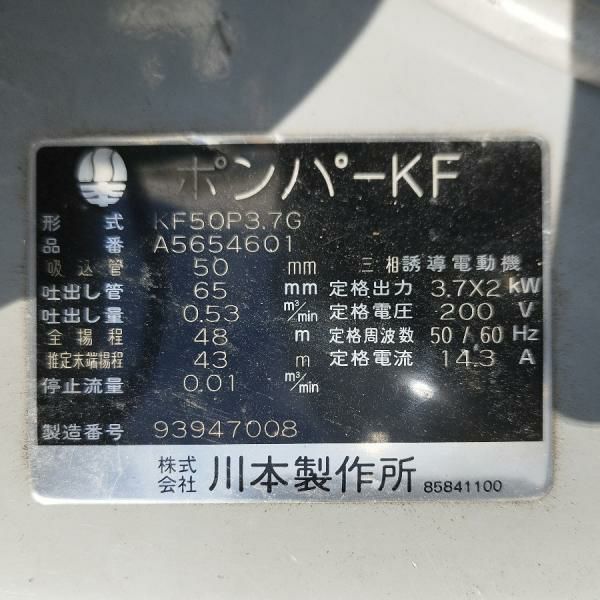 ポンパーKF
形式 KF50P3.7G
品番 A5654601
吸込管 50 mm 三相誘導電動機
吐出し管 65 mm 定格出力 3.7X2 kW
吐出し量 0.53 m³/min 定格電圧 200 V
全揚程 48 m 定格周波数 50/60 Hz
推定末端揚程 43 m 定格電流 14.3 A
停止流量 0.01 m³/min
製造番号 93947008
株式会社 川本製作所 85841100